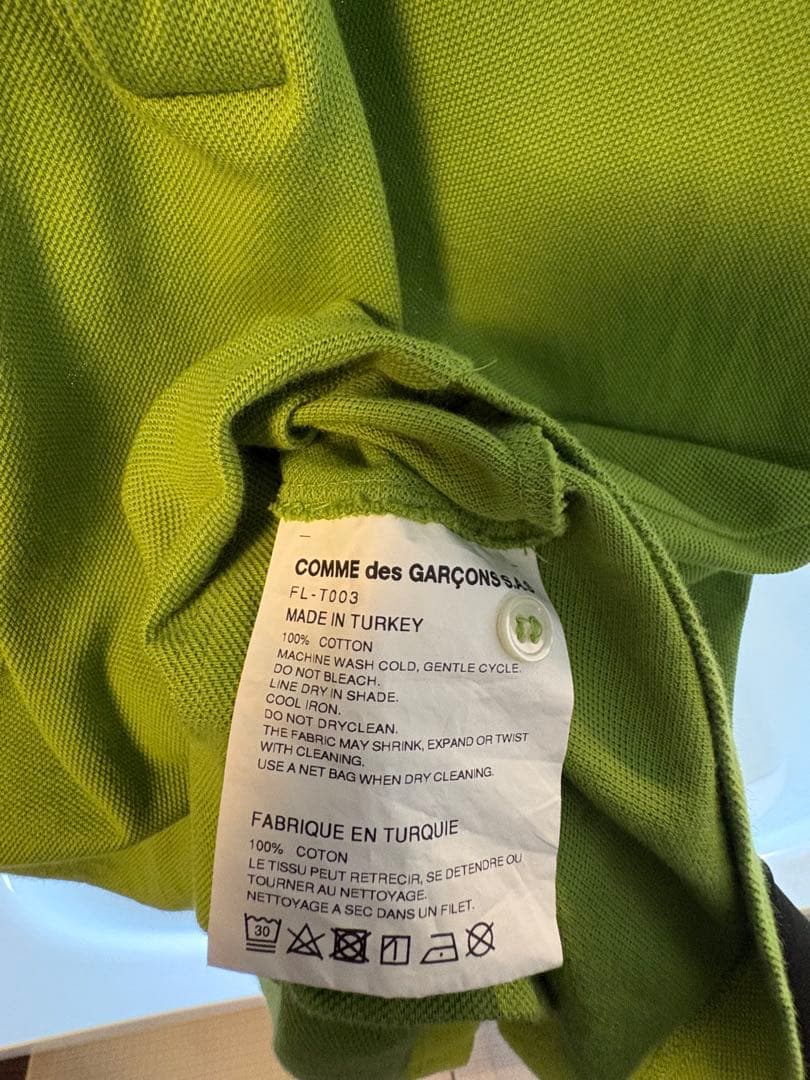 COMME des GARÇONS S.A.S
FL-T003
MADE IN TURKEY
100% COTTON
MACHINE WASH COLD, GENTLE CYCLE.
DO NOT BLEACH.
LINE DRY IN SHADE.
COOL IRON.
DO NOT DRYCLEAN.
THE FABRIC MAY SHRINK, EXPAND OR TWIST
WITH CLEANING.
USE A NET BAG WHEN DRY CLEANING.
FABRIQUE EN TURQUIE
100% COTON
LE TISSU PEUT RETRECIR, SE DETENDRE OU
TOURNER AU NETTOYAGE.
NETTOYAGE A SEC DANS UN FILET.
30